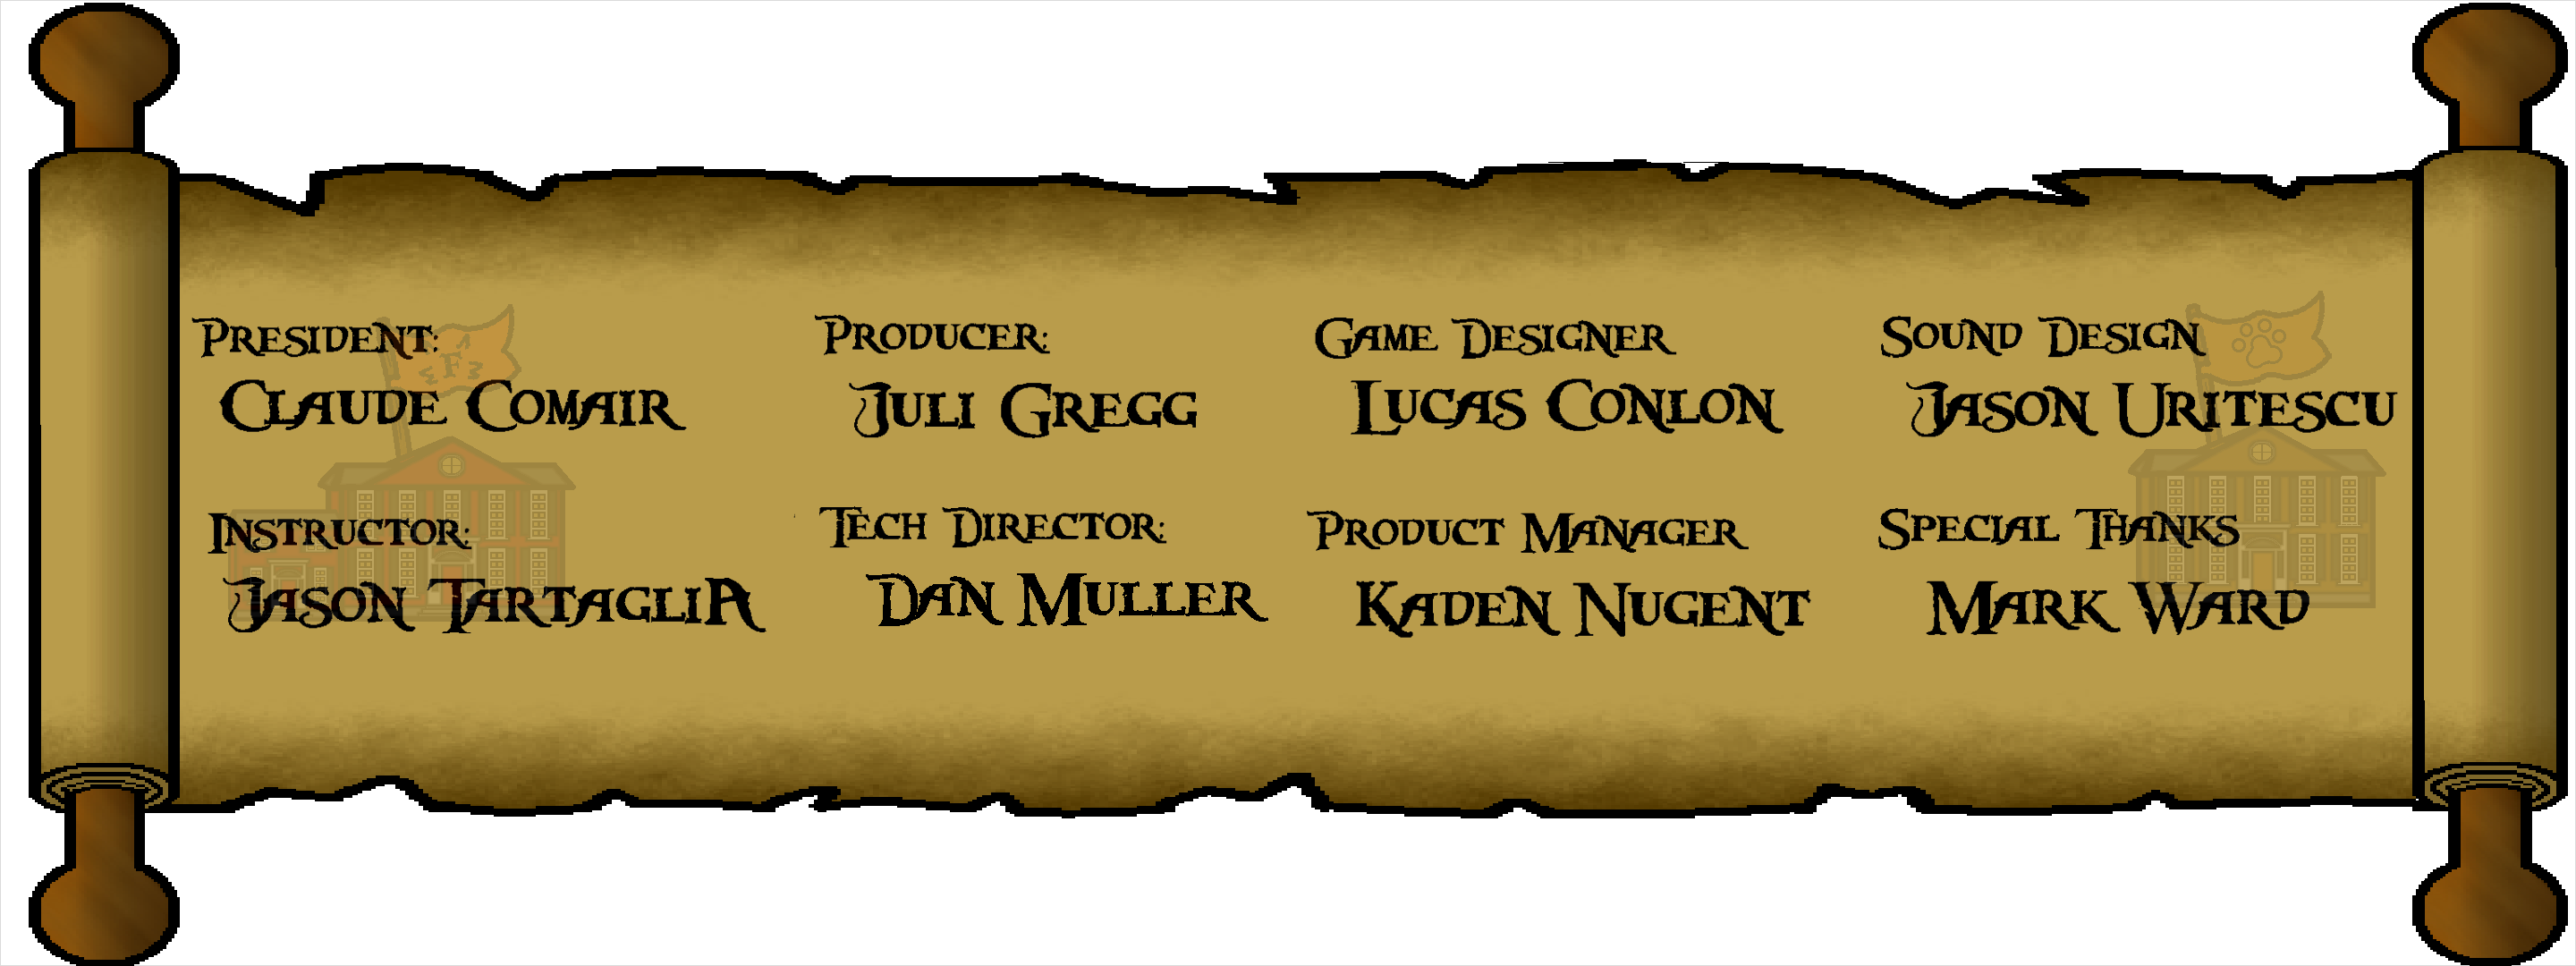 President:
Claude Comair
Instructor:
Jason Tartaglia
Producer:
Juli Gregg
Tech Director:
Dan Muller
Game Designer
Lucas Conlon
Product Manager
Kaden Nugent
Sound Design
Jason Uritescu
Special Thanks
Mark Ward
F